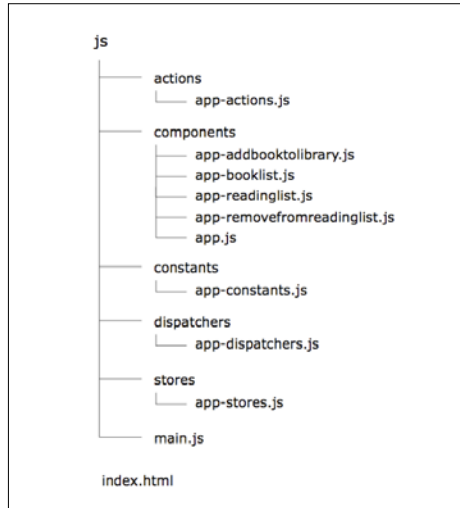 js
actions
app-actions.js
components
app-addbooktolibrary.js
app-booklist.js
app-readinglist.js
app-removefromreadinglist.js
app.js
constants
app-constants.js
dispatchers
app-dispatchers.js
stores
app-stores.js
main.js
index.html